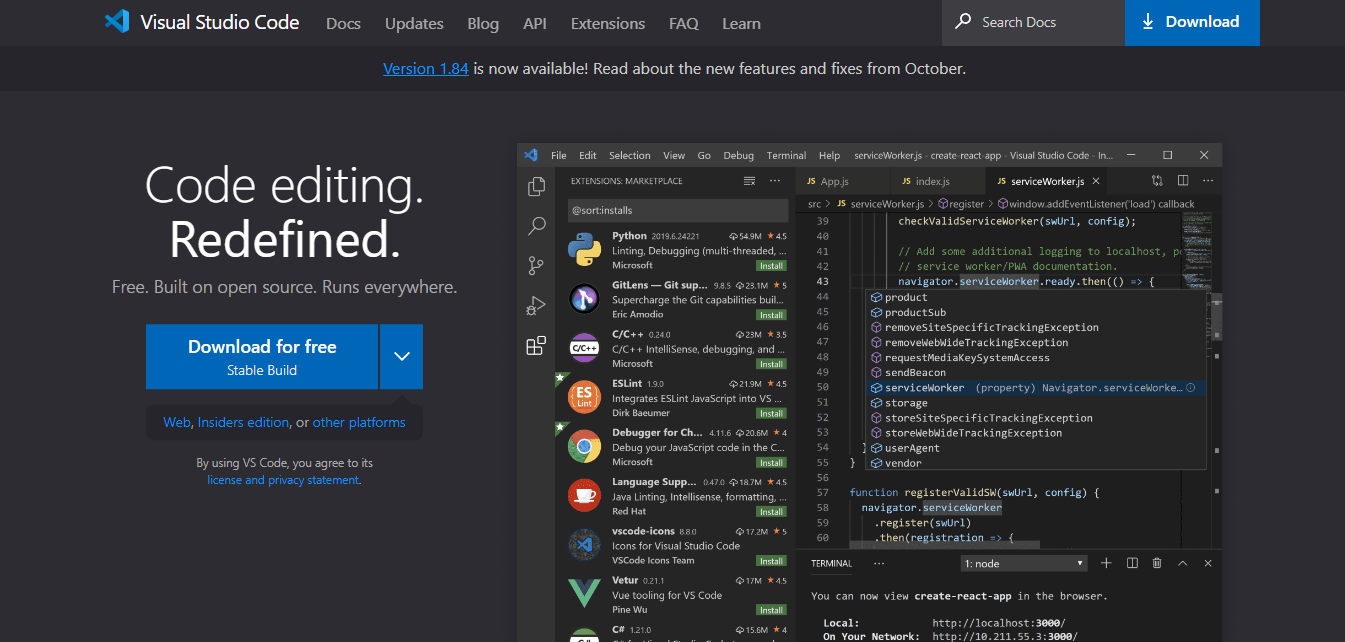 Visual Studio Code Docs Updates Blog API Extensions FAQ Learn Search Docs Download
Version 1.84 is now available! Read about the new features and fixes from October.
Code editing.
Redefined.
Free. Built on open source. Runs everywhere.
Download for free
Stable Build
Web, Insiders edition, or other platforms
By using VS Code, you agree to its
license and privacy statement.
File Edit Selection View Go Debug Terminal Help serviceWorker.js - create-react-app - Visual Studio Code - In...
EXTENSIONS: MARKETPLACE
@sort:installs
Python 2019.6.24221 54.9M 4.5
Linting, Debugging (multi-threaded, ...
Microsoft Install
GitLens — Git sup... 9.8.5 23.1M 5
Supercharge the Git capabilities buil...
Eric Amodio Install
C/C++
C/C++ 0.24.0 23M 3.5
C/C++ IntelliSense, debugging, and ...
Microsoft Install
ES
Lint
ESLint 1.9.0 21.9M 4.5
Integrates ESLint JavaScript into VS ...
Dirk Baeumer Install
Debugger for Ch... 4.11.6 20.6M 4
Debug your JavaScript code in the C...
Microsoft Install
Language Supp... 0.47.0 18.7M 4.5
Java Linting, Intellisense, formatting, ...
Red Hat Install
vscode-icons 8.8.0 17.2M 5
Icons for Visual Studio Code
VSCode Icons Team Install
Vetur 0.21.1 17M 4.5
Vue tooling for VS Code
Pine Wu Install
C# 1.21.0 15.6M 4
JS App.js JS index.js JS serviceWorker.js
src > JS serviceWorker.js > register > window.addEventListener('load') callback
39 checkValidServiceWorker(swUrl, config);
40
41 // Add some additional logging to localhost, po
42 // service worker/PWA documentation.
43 navigator.serviceWorker.ready.then(() => {
44 product
45 productSub
46 removeSiteSpecificTrackingException
47 removeWebWideTrackingException
48 requestMediaKeySystemAccess
49 sendBeacon
50 serviceWorker (property) Navigator.serviceWorke...
51 storage
52 storeSiteSpecificTrackingException
53 storeWebWideTrackingException
54 } userAgent
55 } vendor
56
57 function registerValidSW(swUrl, config) {
58 navigator.serviceWorker
59 .register(swUrl)
60 .then(registration => {
TERMINAL ... 1: node
You can now view create-react-app in the browser.
Local: http://localhost:3000/
On Your Network: http://10.211.55.3:3000/